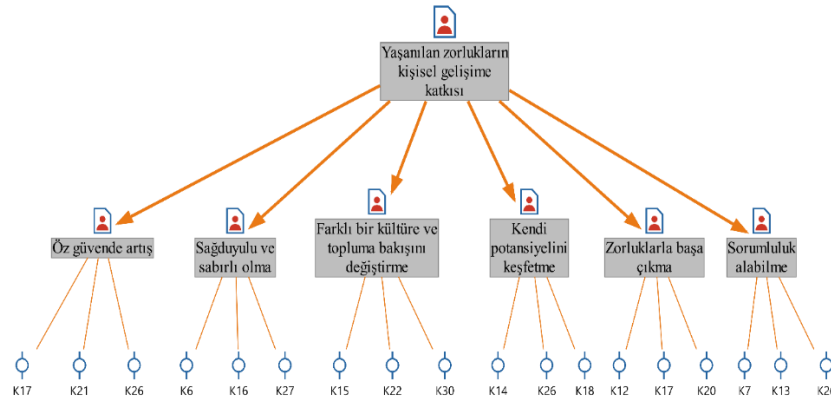 Yaşanılan zorlukların
kişisel gelişime
katkısı
Öz güvende artış
Sağduyulu ve
sabırlı olma
Farklı bir kültüre ve
topluma bakışını
değiştirme
Kendi
potansiyelini
keşfetme
Zorluklarla başa
çıkma
Sorumluluk
alabilme
K17 K21 K26 K6 K16 K27 K15 K22 K30 K14 K26 K18 K12 K17 K20 K7 K13 K26